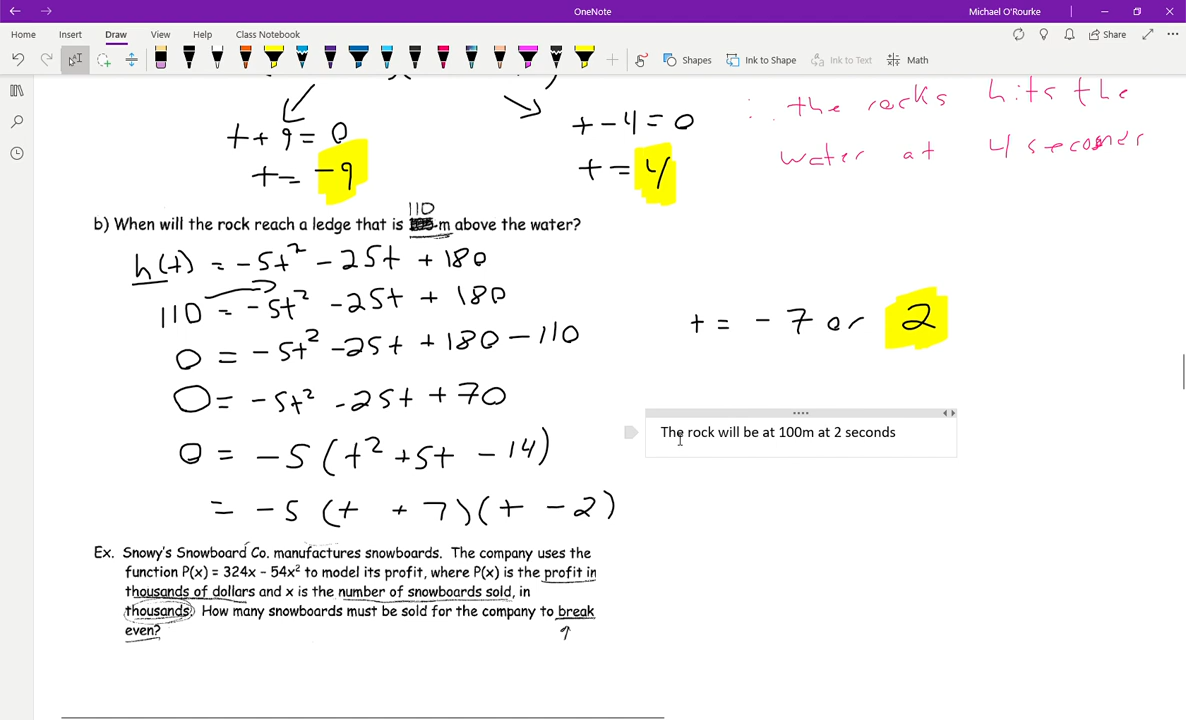 OneNote
Michael O'Rourke
Home Insert Draw View Help Class Notebook
Share
Shapes Ink to Shape Ink to Text Math
t + 9 = 0
t = -9
t - 4 = 0
t = 4
∴ the rocks hits the
water at 4 seconds
110
b) When will the rock reach a ledge that is m above the water?
h(t) = -5t² - 25t + 180
110 = -5t² - 25t + 180
0 = -5t² - 25t + 180 - 110
0 = -5t² - 25t + 70
0 = -5 (t² + 5t - 14)
= -5 (t + 7)(t - 2)
t = -7 or 2
The rock will be at 100m at 2 seconds
Ex. Snowy's Snowboard Co. manufactures snowboards. The company uses the
function P(x) = 324x - 54x² to model its profit, where P(x) is the profit in
thousands of dollars and x is the number of snowboards sold, in
thousands. How many snowboards must be sold for the company to break
even?